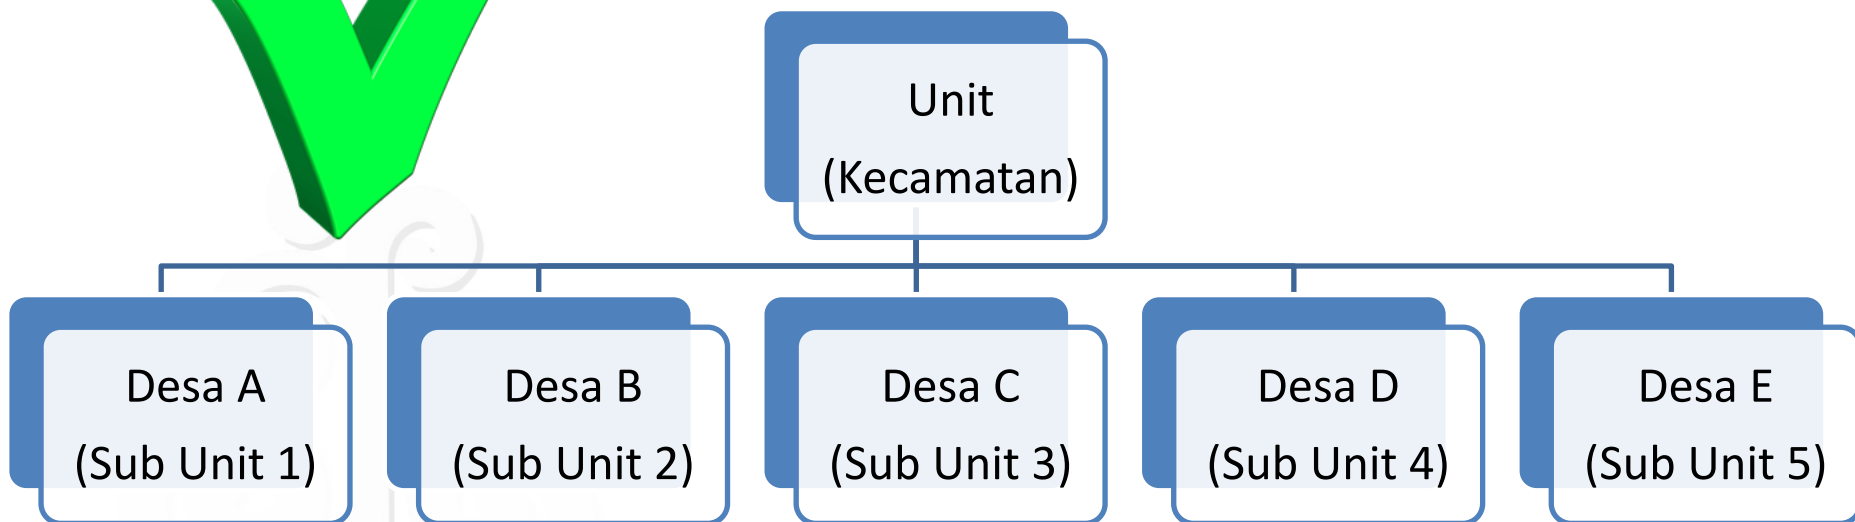 Unit
(Kecamatan)
Desa A
(Sub Unit 1)
Desa B
(Sub Unit 2)
Desa C
(Sub Unit 3)
Desa D
(Sub Unit 4)
Desa E
(Sub Unit 5)